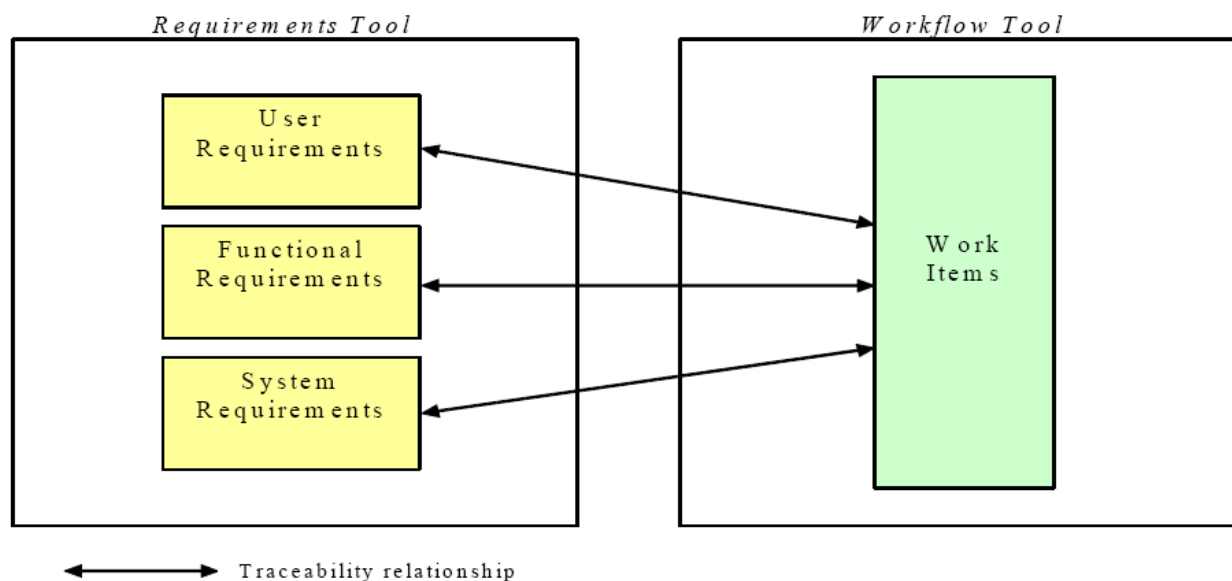 Requirements Tool
Workflow Tool
User
Requirements
Functional
Requirements
System
Requirements
Work
Items
Traceability relationship